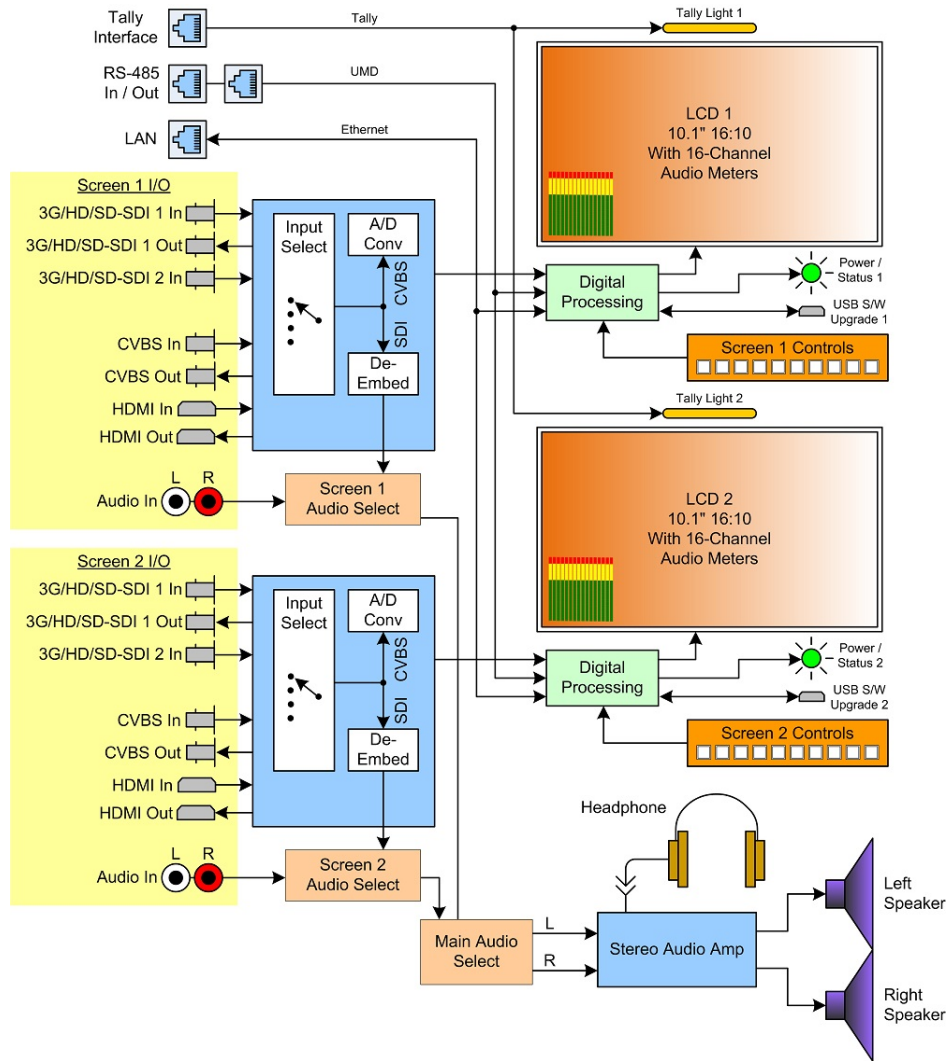 Tally
Interface
Tally
Tally Light 1
RS-485
In / Out
UMD
LAN
Ethernet
LCD 1
10.1" 16:10
With 16-Channel
Audio Meters
Screen 1 I/O
3G/HD/SD-SDI 1 In
3G/HD/SD-SDI 1 Out
3G/HD/SD-SDI 2 In
CVBS In
CVBS Out
HDMI In
HDMI Out
L R
Audio In
Input
Select
A/D
Conv
CVBS
SDI
De-
Embed
Screen 1
Audio Select
Digital
Processing
Power /
Status 1
USB S/W
Upgrade 1
Screen 1 Controls
Tally Light 2
LCD 2
10.1" 16:10
With 16-Channel
Audio Meters
Screen 2 I/O
3G/HD/SD-SDI 1 In
3G/HD/SD-SDI 1 Out
3G/HD/SD-SDI 2 In
CVBS In
CVBS Out
HDMI In
HDMI Out
L R
Audio In
Input
Select
A/D
Conv
CVBS
SDI
De-
Embed
Screen 2
Audio Select
Digital
Processing
Power /
Status 2
USB S/W
Upgrade 2
Screen 2 Controls
Headphone
Main Audio
Select
L
R
Stereo Audio Amp
Left
Speaker
Right
Speaker